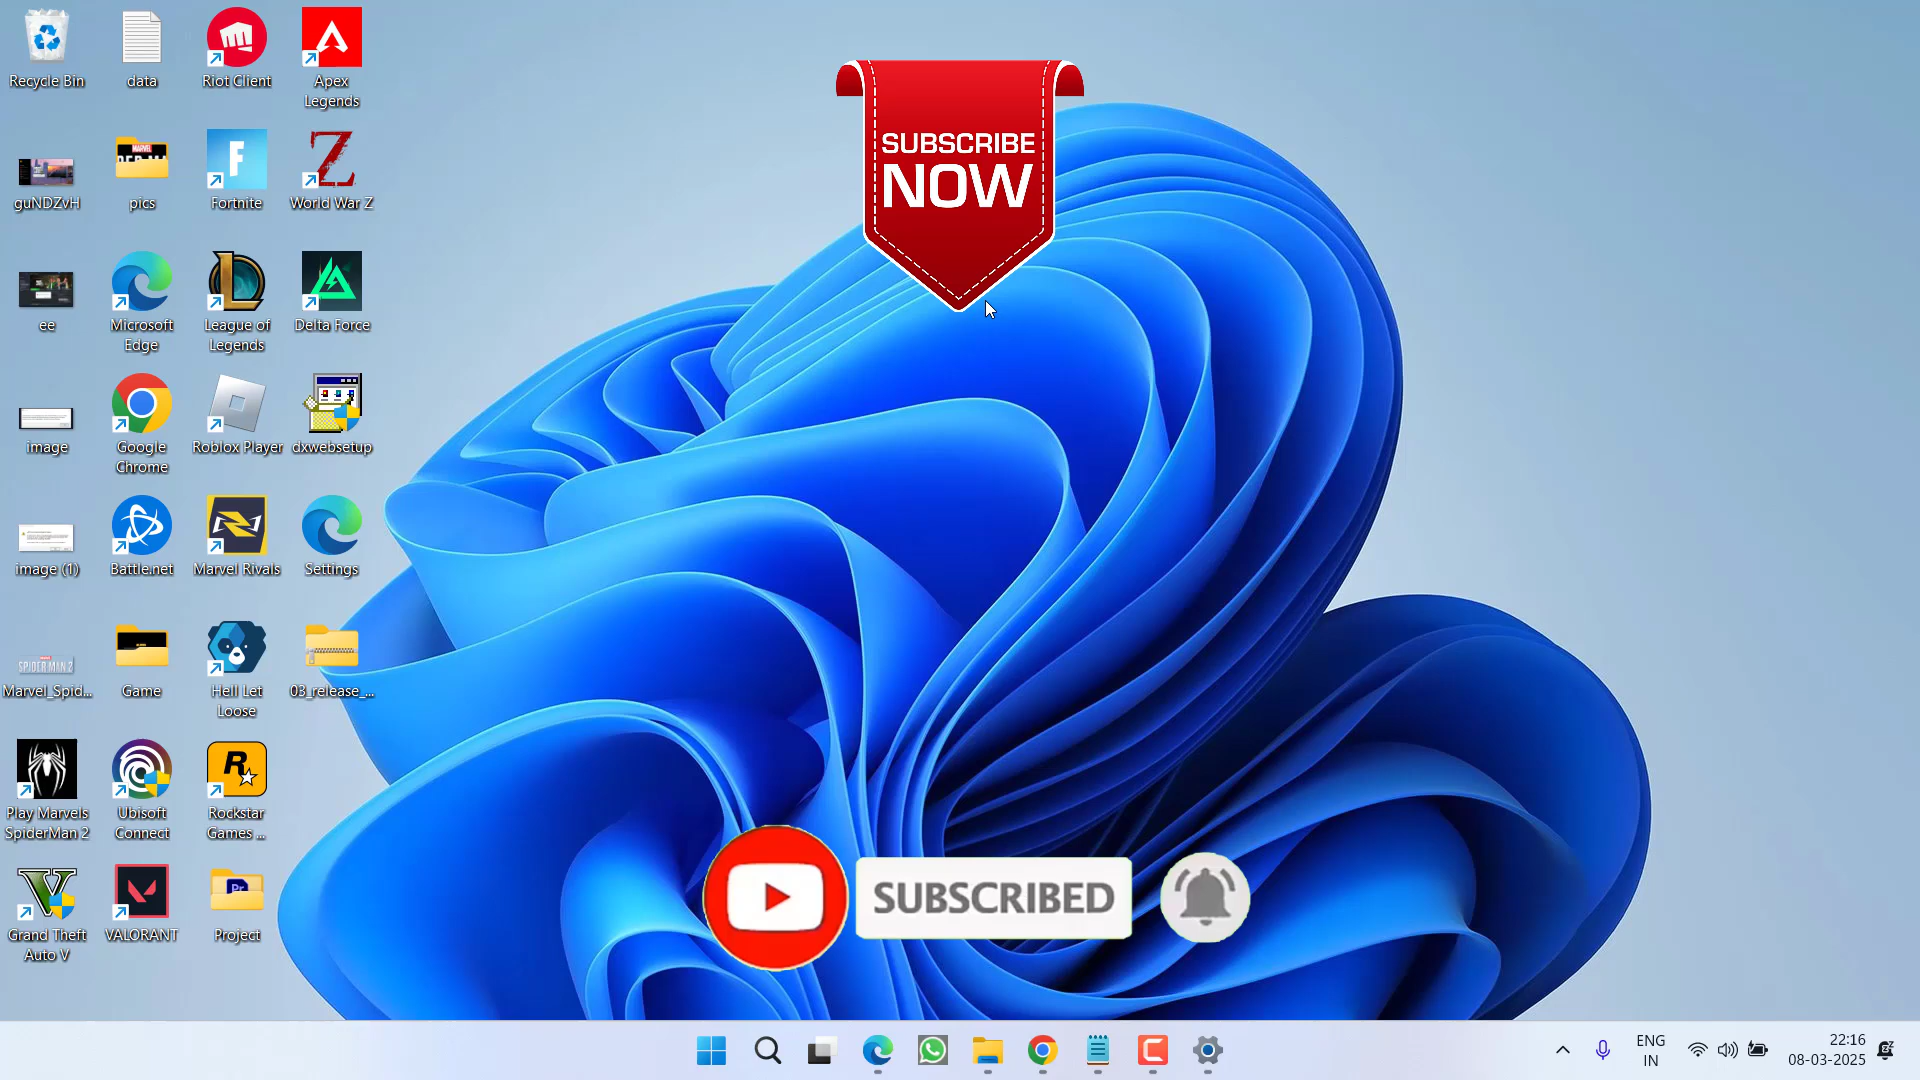 Recycle Bin
data
Riot Client
Apex
Legends
guNDZvH
pics
Fortnite
World War Z
ee
Microsoft
Edge
League of
Legends
Delta Force
image
Google
Chrome
Roblox Player
dxwebsetup
image (1)
Battle.net
Marvel Rivals
Settings
Marvel_Spid...
Game
Hell Let
Loose
03_release_...
Play Marvels
SpiderMan 2
Ubisoft
Connect
Rockstar
Games ...
Grand Theft
Auto V
VALORANT
Project
SUBSCRIBE
NOW
SUBSCRIBED
ENG
IN
22:16
08-03-2025